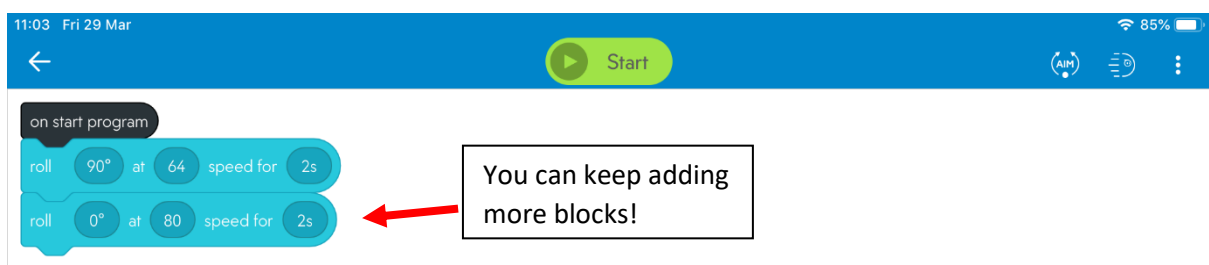 11:03 Fri 29 Mar 85%
Start AIM
on start program
roll 90° at 64 speed for 2s
roll 0° at 80 speed for 2s
You can keep adding
more blocks!